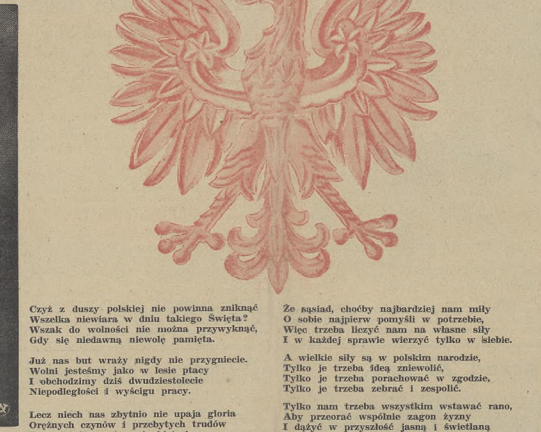 Czyż z duszy polskiej nie powinna zniknąć
Wszelka niewiara w dniu takiego Święta?
Wszak do wolności nie można przywyknąć,
Gdy się niedawną niewolę pamięta.
Już nas but wraży nigdy nie przygniecie.
Wolni jesteśmy jako w lesie ptacy
I obchodzimy dziś dwudziestolecie
Niepodległości i wyścigu pracy.
Lecz niech nas zbytnio nie upaja gloria
Orężnych czynów i przebytych trudów
Że sąsiad, choćby najbardziej nam miły
O sobie najpierw pomyśli w potrzebie,
Więc trzeba liczyć nam na własne siły
I w każdej sprawie wierzyć tylko w siebie.
A wielkie siły są w polskim narodzie,
Tylko je trzeba ideą zniewolić,
Tylko je trzeba porachować w zgodzie,
Tylko je trzeba zebrać i zespolić.
Tylko nam trzeba wszystkim wstawać rano,
Aby przeorać wspólnie zagon żyzny
I dążyć w przyszłość jasną i świetlaną